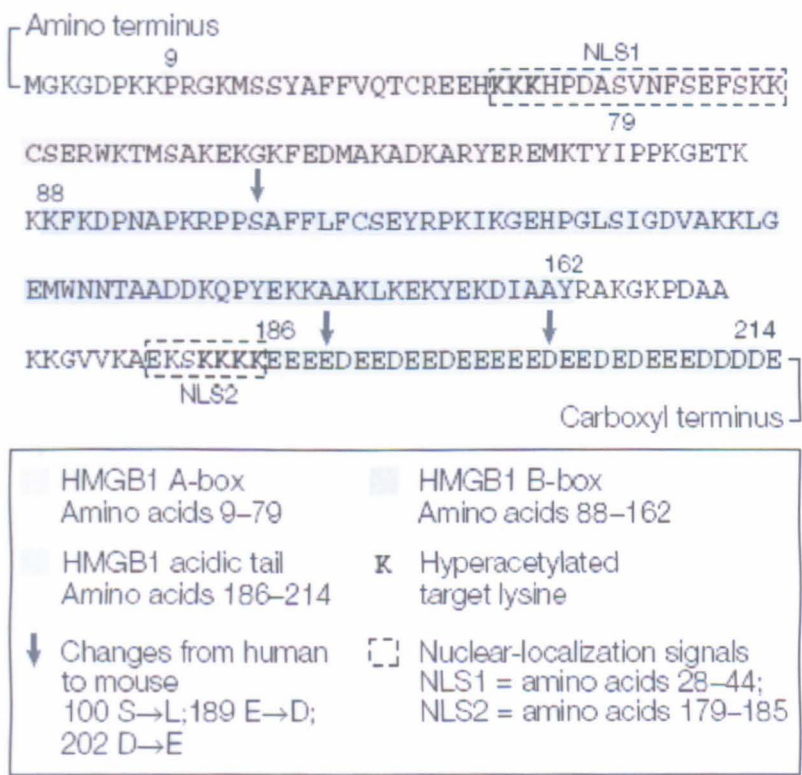 Amino terminus
9 NLS1
MGKGDPKKPRGKMSSYAFFVQTCREEHKKKHPDASVNFSEFSKK
79
CSERWKTMSAKEKGKFEDMAKADKARYEREMKTYIPPKGETK
88
KKFKDPNAPKRPPSAFFLFCSEYRPKIKGEHPGLSIGDVAKKLG
162
EMWNNTAADDKQPYEKKAAKLKEKYEKDIAAYRAKGKPDAA
186 214
KKGVVKAEKSKKKKEEEEDEEDEEDEEEEEDEEDEDEEEDDDDE
NLS2
Carboxyl terminus
HMGB1 A-box
Amino acids 9–79
HMGB1 B-box
Amino acids 88–162
HMGB1 acidic tail
Amino acids 186–214
K Hyperacetylated
target lysine
Changes from human
to mouse
100 S→L;189 E→D;
202 D→E
Nuclear-localization signals
NLS1 = amino acids 28–44;
NLS2 = amino acids 179–185